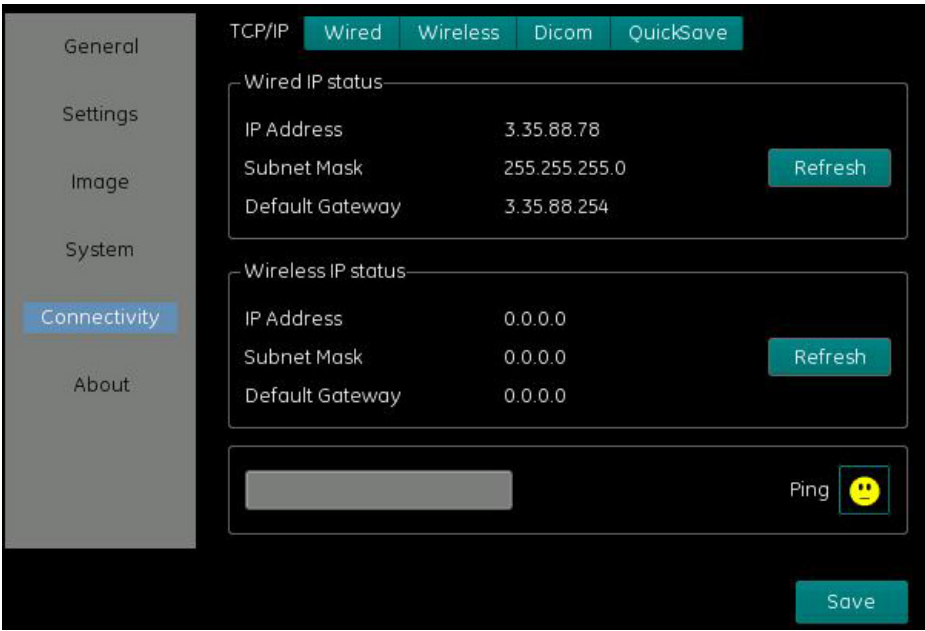 General
Settings
Image
System
Connectivity
About
TCP/IP Wired Wireless Dicom QuickSave
Wired IP status
IP Address 3.35.88.78
Subnet Mask 255.255.255.0
Refresh
Default Gateway 3.35.88.254
Wireless IP status
IP Address 0.0.0.0
Subnet Mask 0.0.0.0
Refresh
Default Gateway 0.0.0.0
Ping
Save